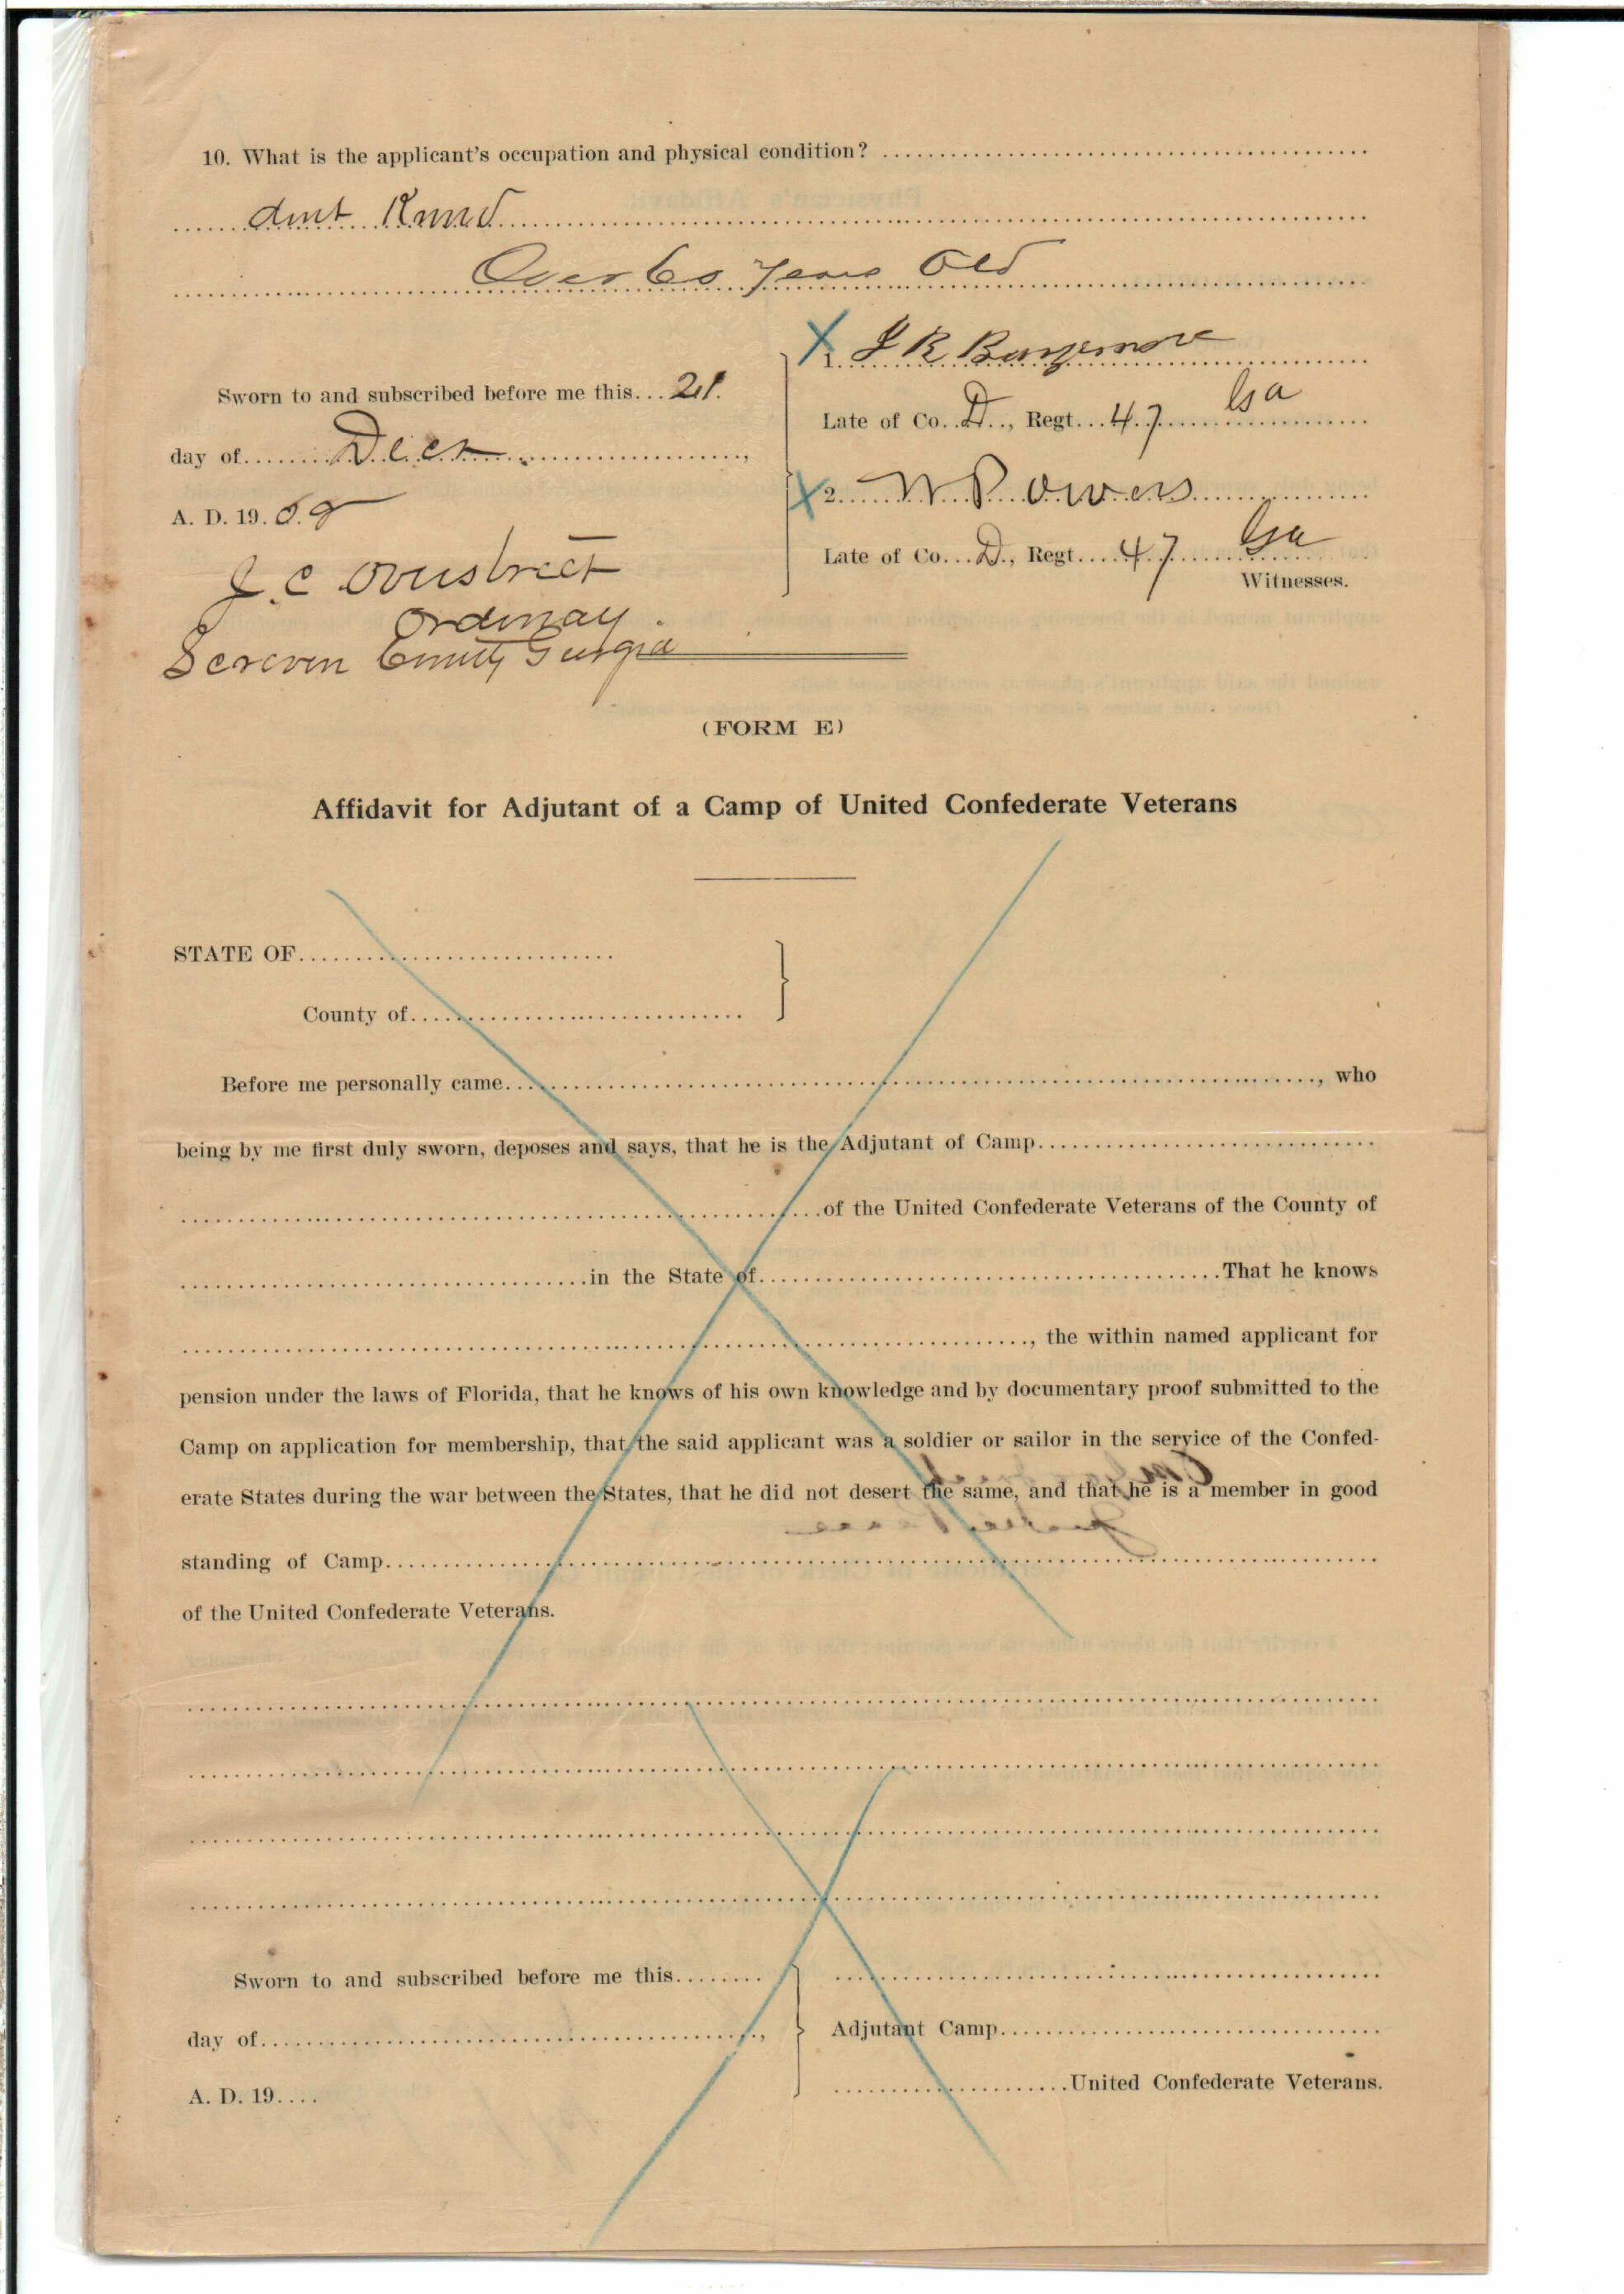 10. What is the applicant's occupation and physical condition?
dont Know
Over 60 years Old
Sworn to and subscribed before me this 21.
day of Decr,
A. D. 19 09
J. C Overstreet
Ordinary
Screven County Georgia
X 1. J R Bazemore
Late of Co. D., Regt. 47 Ga
X 2. W P Owens
Late of Co. D., Regt. 47 Ga
Witnesses.
(FORM E)
Affidavit for Adjutant of a Camp of United Confederate Veterans
STATE OF
County of
Before me personally came, who
being by me first duly sworn, deposes and says, that he is the Adjutant of Camp
of the United Confederate Veterans of the County of
in the State of That he knows
, the within named applicant for
pension under the laws of Florida, that he knows of his own knowledge and by documentary proof submitted to the
Camp on application for membership, that the said applicant was a soldier or sailor in the service of the Confed-
erate States during the war between the States, that he did not desert the same, and that he is a member in good
standing of Camp
of the United Confederate Veterans.
Sworn to and subscribed before me this
day of,
A. D. 19
Adjutant Camp
United Confederate Veterans.